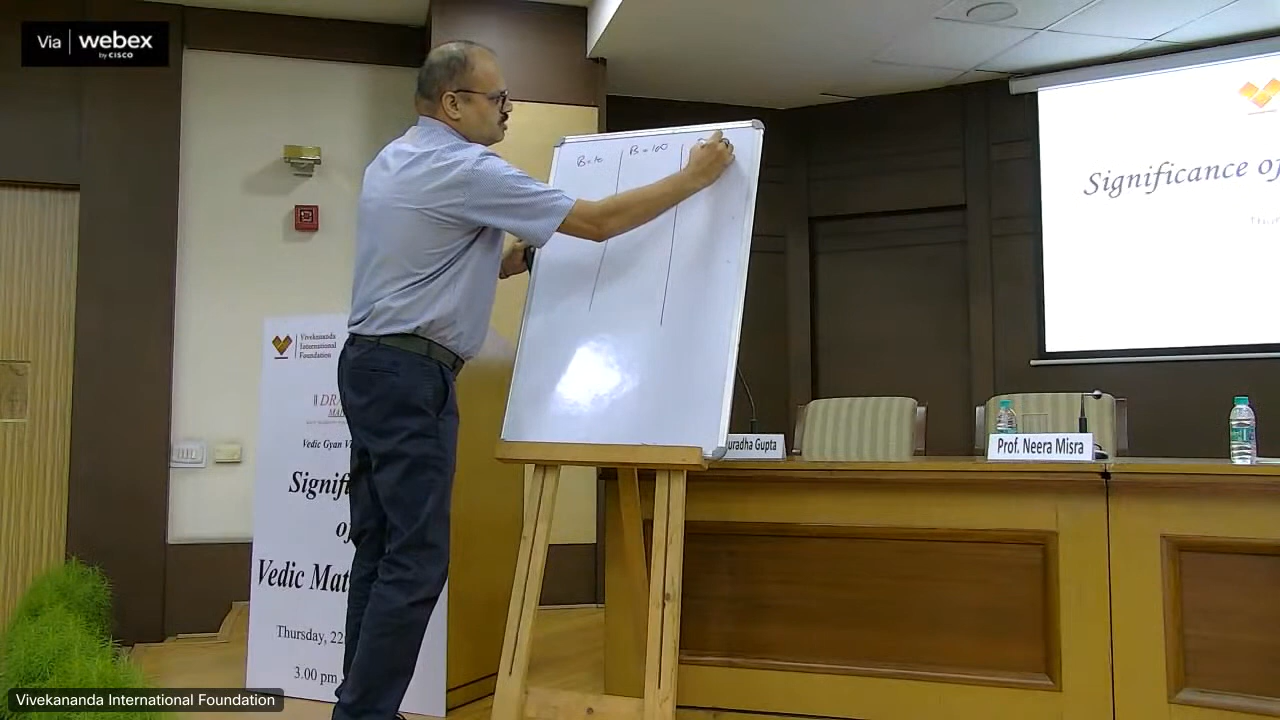 Via webex
by CISCO
B=10
B=100
Significance of
Vivekananda
International
Foundation
Vedic Gyan V
Signif
of
Vedic Mat
Thursday, 22
3.00 pm
uradha Gupta
Prof. Neera Misra
Vivekananda International Foundation